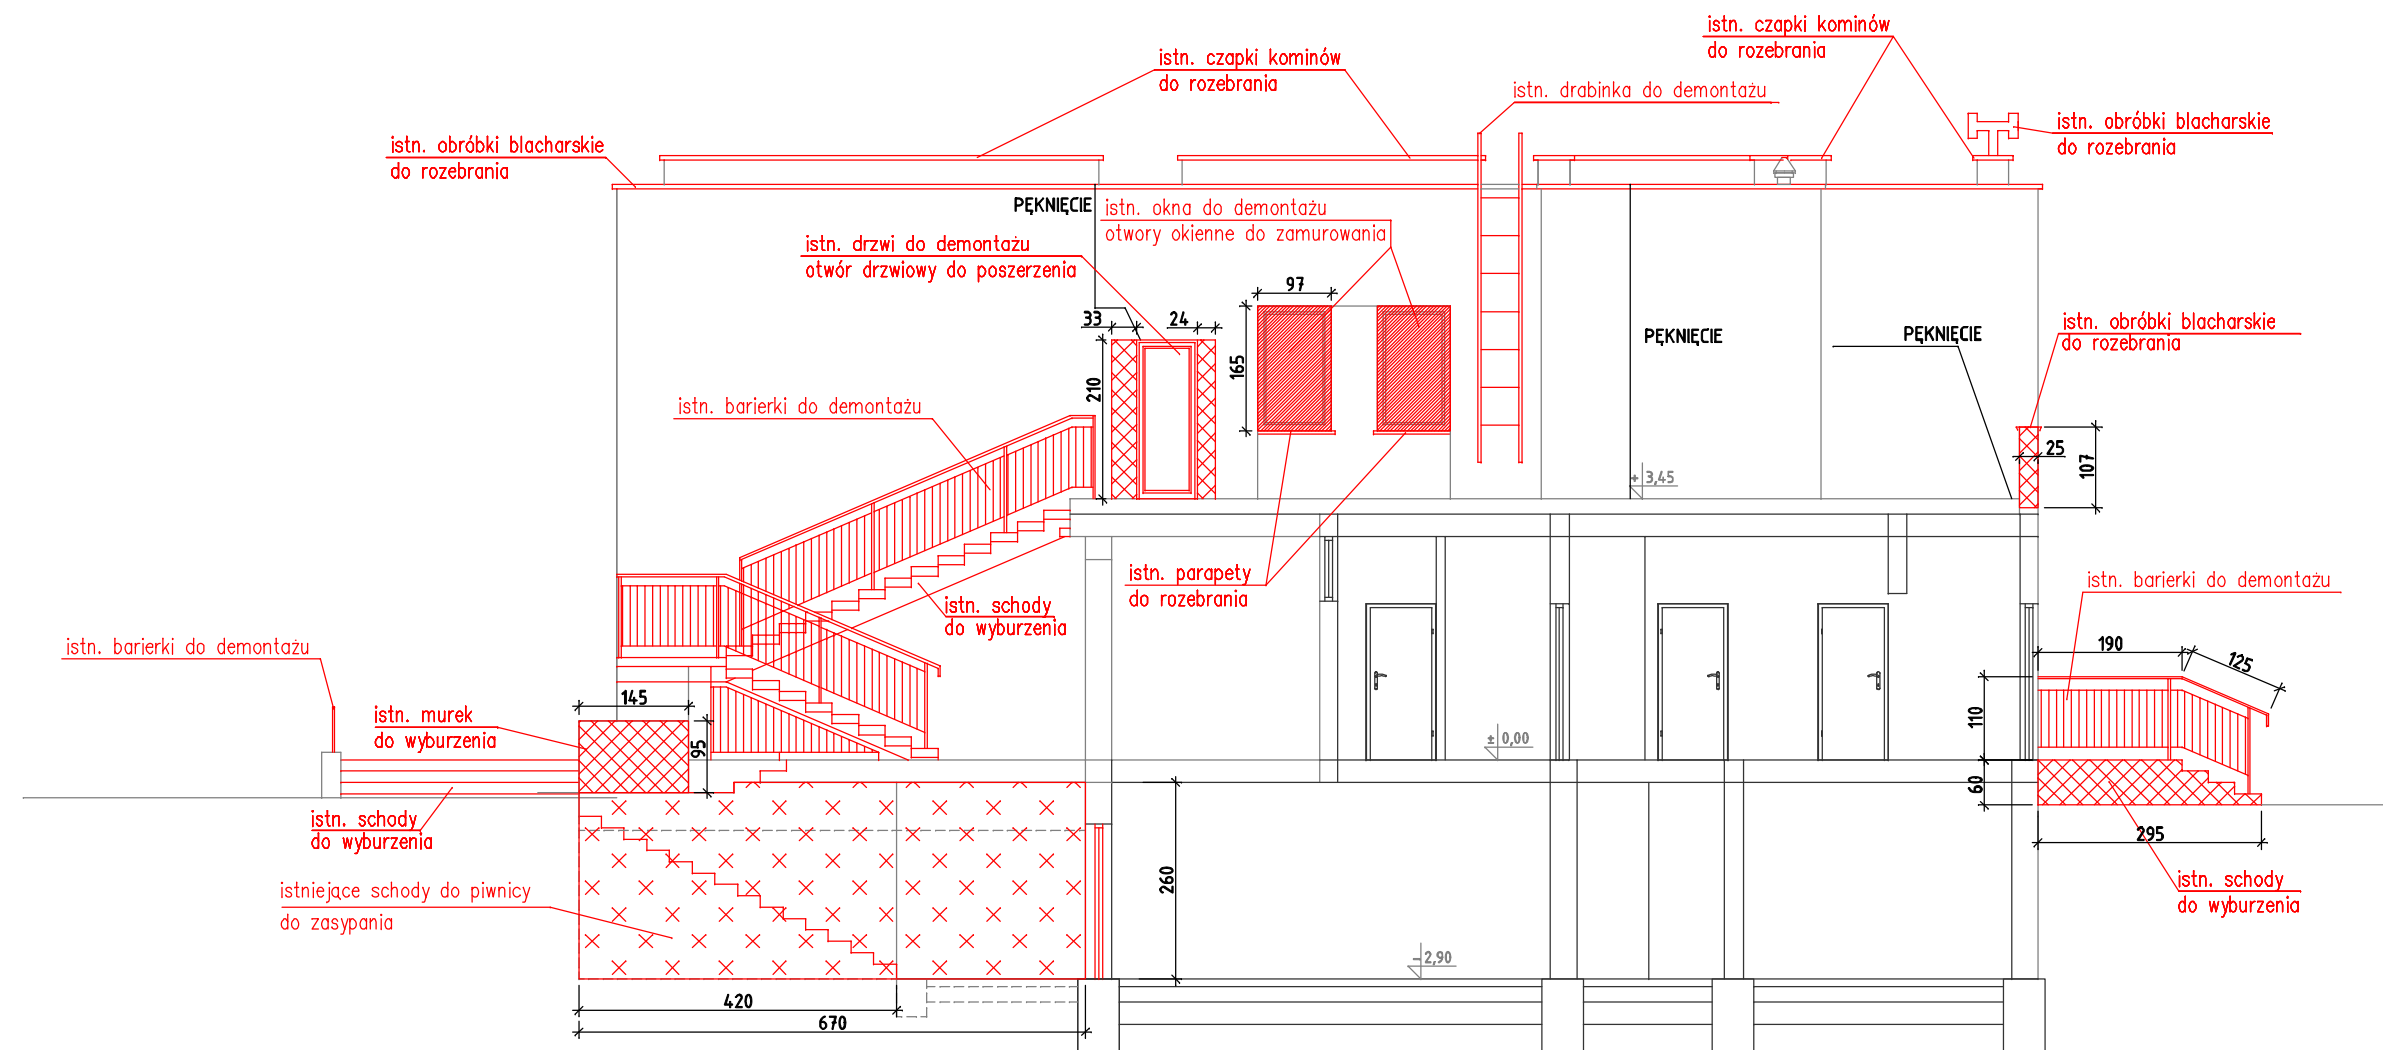 istn. czapki kominów
do rozebrania
istn. czapki kominów
do rozebrania
istn. drabinka do demontażu
istn. obróbki blacharskie
do rozebrania
istn. obróbki blacharskie
do rozebrania
PĘKNIĘCIE
istn. okna do demontażu
otwory okienne do zamurowania
istn. drzwi do demontażu
otwór drzwiowy do poszerzenia
97
33
24
165
210
PĘKNIĘCIE
PĘKNIĘCIE
istn. obróbki blacharskie
do rozebrania
istn. barierki do demontażu
25
107
+ 3,45
istn. parapety
do rozebrania
istn. schody
do wyburzenia
istn. barierki do demontażu
istn. barierki do demontażu
190
125
145
istn. murek
do wyburzenia
95
110
± 0,00
60
istn. schody
do wyburzenia
295
istniejące schody do piwnicy
do zasypania
260
istn. schody
do wyburzenia
-2,90
420
670